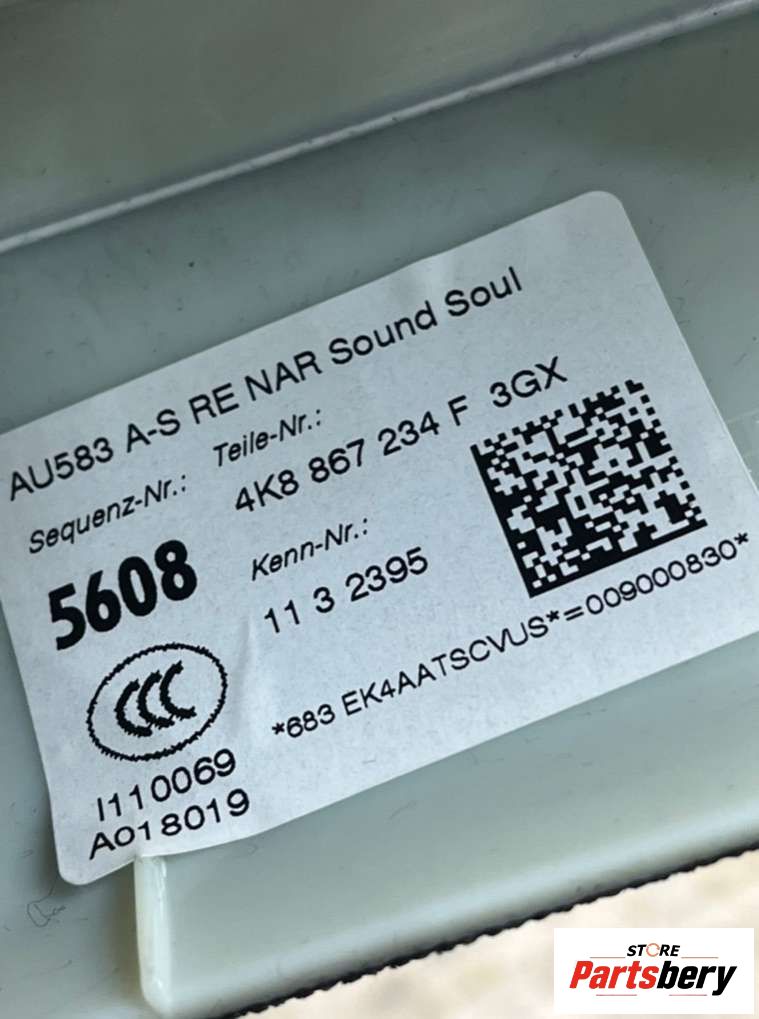 AU583 A-S RE NAR Sound Soul
Sequenz-Nr.: Teile-Nr.:
5608 4K8 867 234 F 3GX
Kenn-Nr.:
11 3 2395
CCC
*683 EK4AATSCVUS*=009000830*
I110069
A018019
STORE
Partsbery